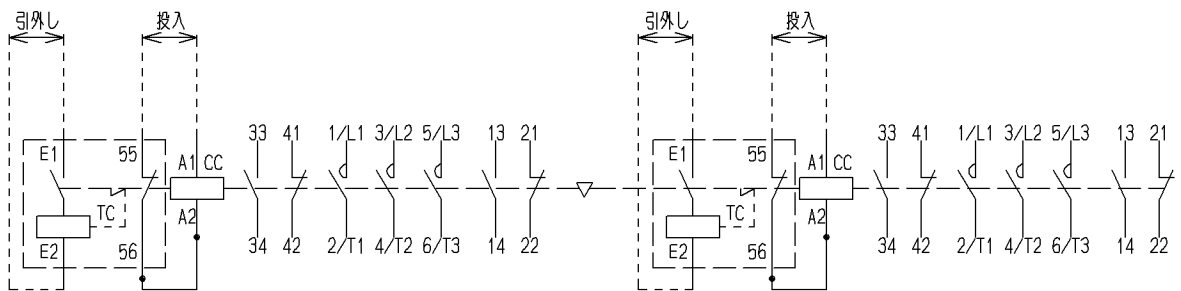 引外し 投入 引外し 投入
33 41 1/L1 3/L2 5/L3 13 21 33 41 1/L1 3/L2 5/L3 13 21
E1 55 A1 CC E1 55 A1 CC
TC A2 TC A2
E2 56 34 42 2/T1 4/T2 6/T3 14 22 E2 56 34 42 2/T1 4/T2 6/T3 14 22